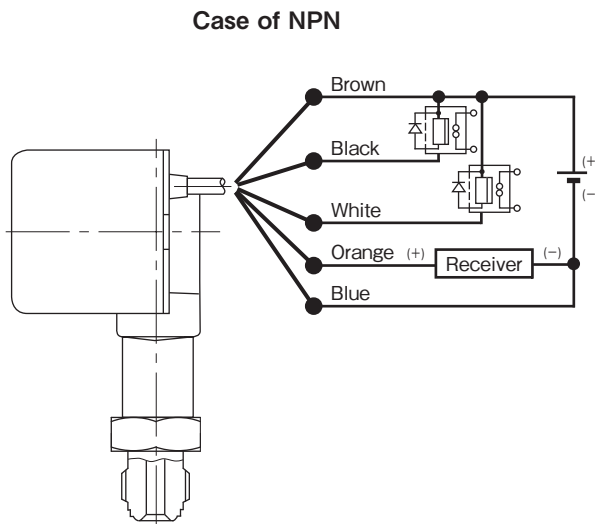 Case of NPN
Brown
Black
(+
White
(-
Orange (+) Receiver (-)
Blue